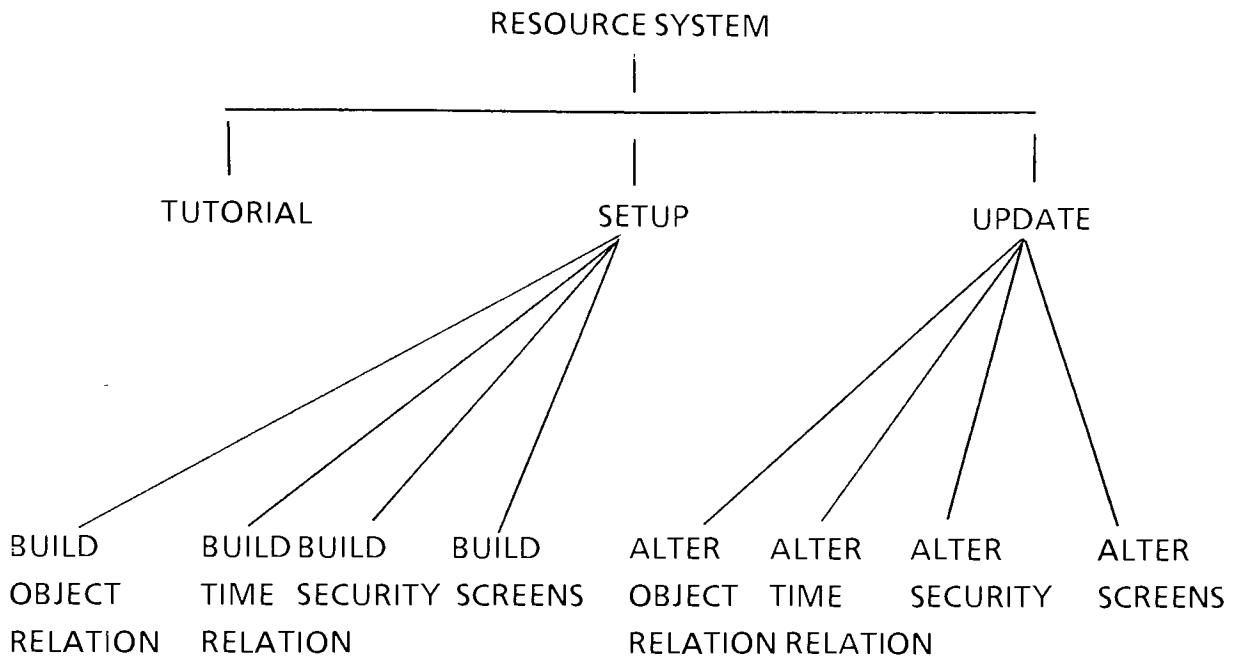 RESOURCE SYSTEM
TUTORIAL SETUP UPDATE
BUILD BUILD BUILD BUILD ALTER ALTER ALTER ALTER
OBJECT TIME SECURITY SCREENS OBJECT TIME SECURITY SCREENS
RELATION RELATION RELATION RELATION